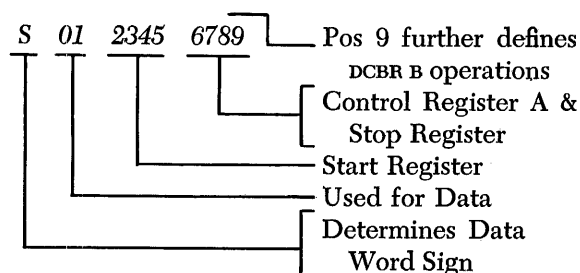 S 01 2345 6789
Pos 9 further defines
DCBR B operations
Control Register A &
Stop Register
Start Register
Used for Data
Determines Data
Word Sign